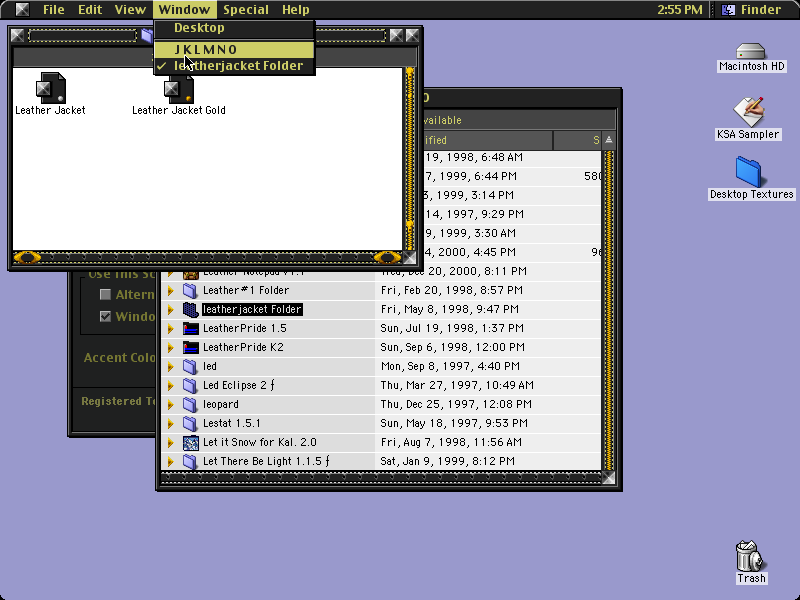 File Edit View Window Special Help 2:55 PM Finder
Desktop
J K L M N O
leatherjacket Folder
Leather Jacket
Leather Jacket Gold
Macintosh HD
KSA Sampler
Desktop Textures
Trash
O
vailable
ified S
19, 1998, 6:48 AM
7, 1999, 6:44 PM 580
3, 1999, 3:14 PM
14, 1997, 9:29 PM
19, 1999, 3:30 AM
4, 2000, 4:45 PM 96
Leather Notepad v1.1 Wed, Dec 20, 2000, 8:11 PM
Leather#1 Folder Fri, Feb 20, 1998, 8:57 PM
leatherjacket Folder Fri, May 8, 1998, 9:47 PM
LeatherPride 1.5 Sun, Jul 19, 1998, 1:37 PM
LeatherPride K2 Sun, Sep 6, 1998, 12:00 PM
led Mon, Sep 8, 1997, 4:40 PM
Led Eclipse 2 ƒ Thu, Mar 27, 1997, 10:49 AM
leopard Thu, Dec 25, 1997, 12:08 PM
Lestat 1.5.1 Sun, May 18, 1997, 9:53 PM
Let it Snow for Kal. 2.0 Fri, Aug 7, 1998, 11:56 AM
Let There Be Light 1.1.5 ƒ Sat, Jan 9, 1999, 8:12 PM
Use This Sc
Altern
Windo
Accent Colo
Registered To